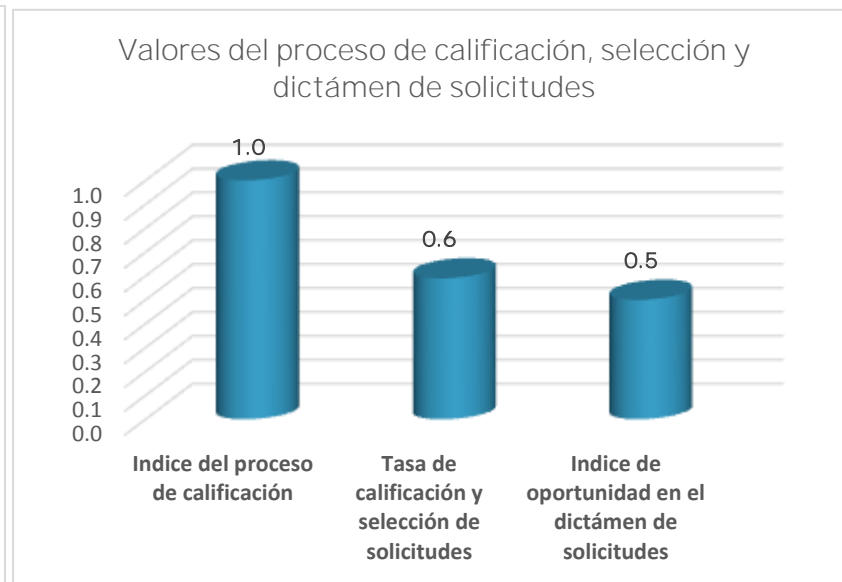 Valores del proceso de calificación, selección y
dictámen de solicitudes
1.0
0.6
0.5
1.0
0.9
0.8
0.7
0.6
0.5
0.4
0.3
0.2
0.1
0.0
Indice del proceso
de calificación
Tasa de
calificación y
selección de
solicitudes
Indice de
oportunidad en el
dictámen de
solicitudes